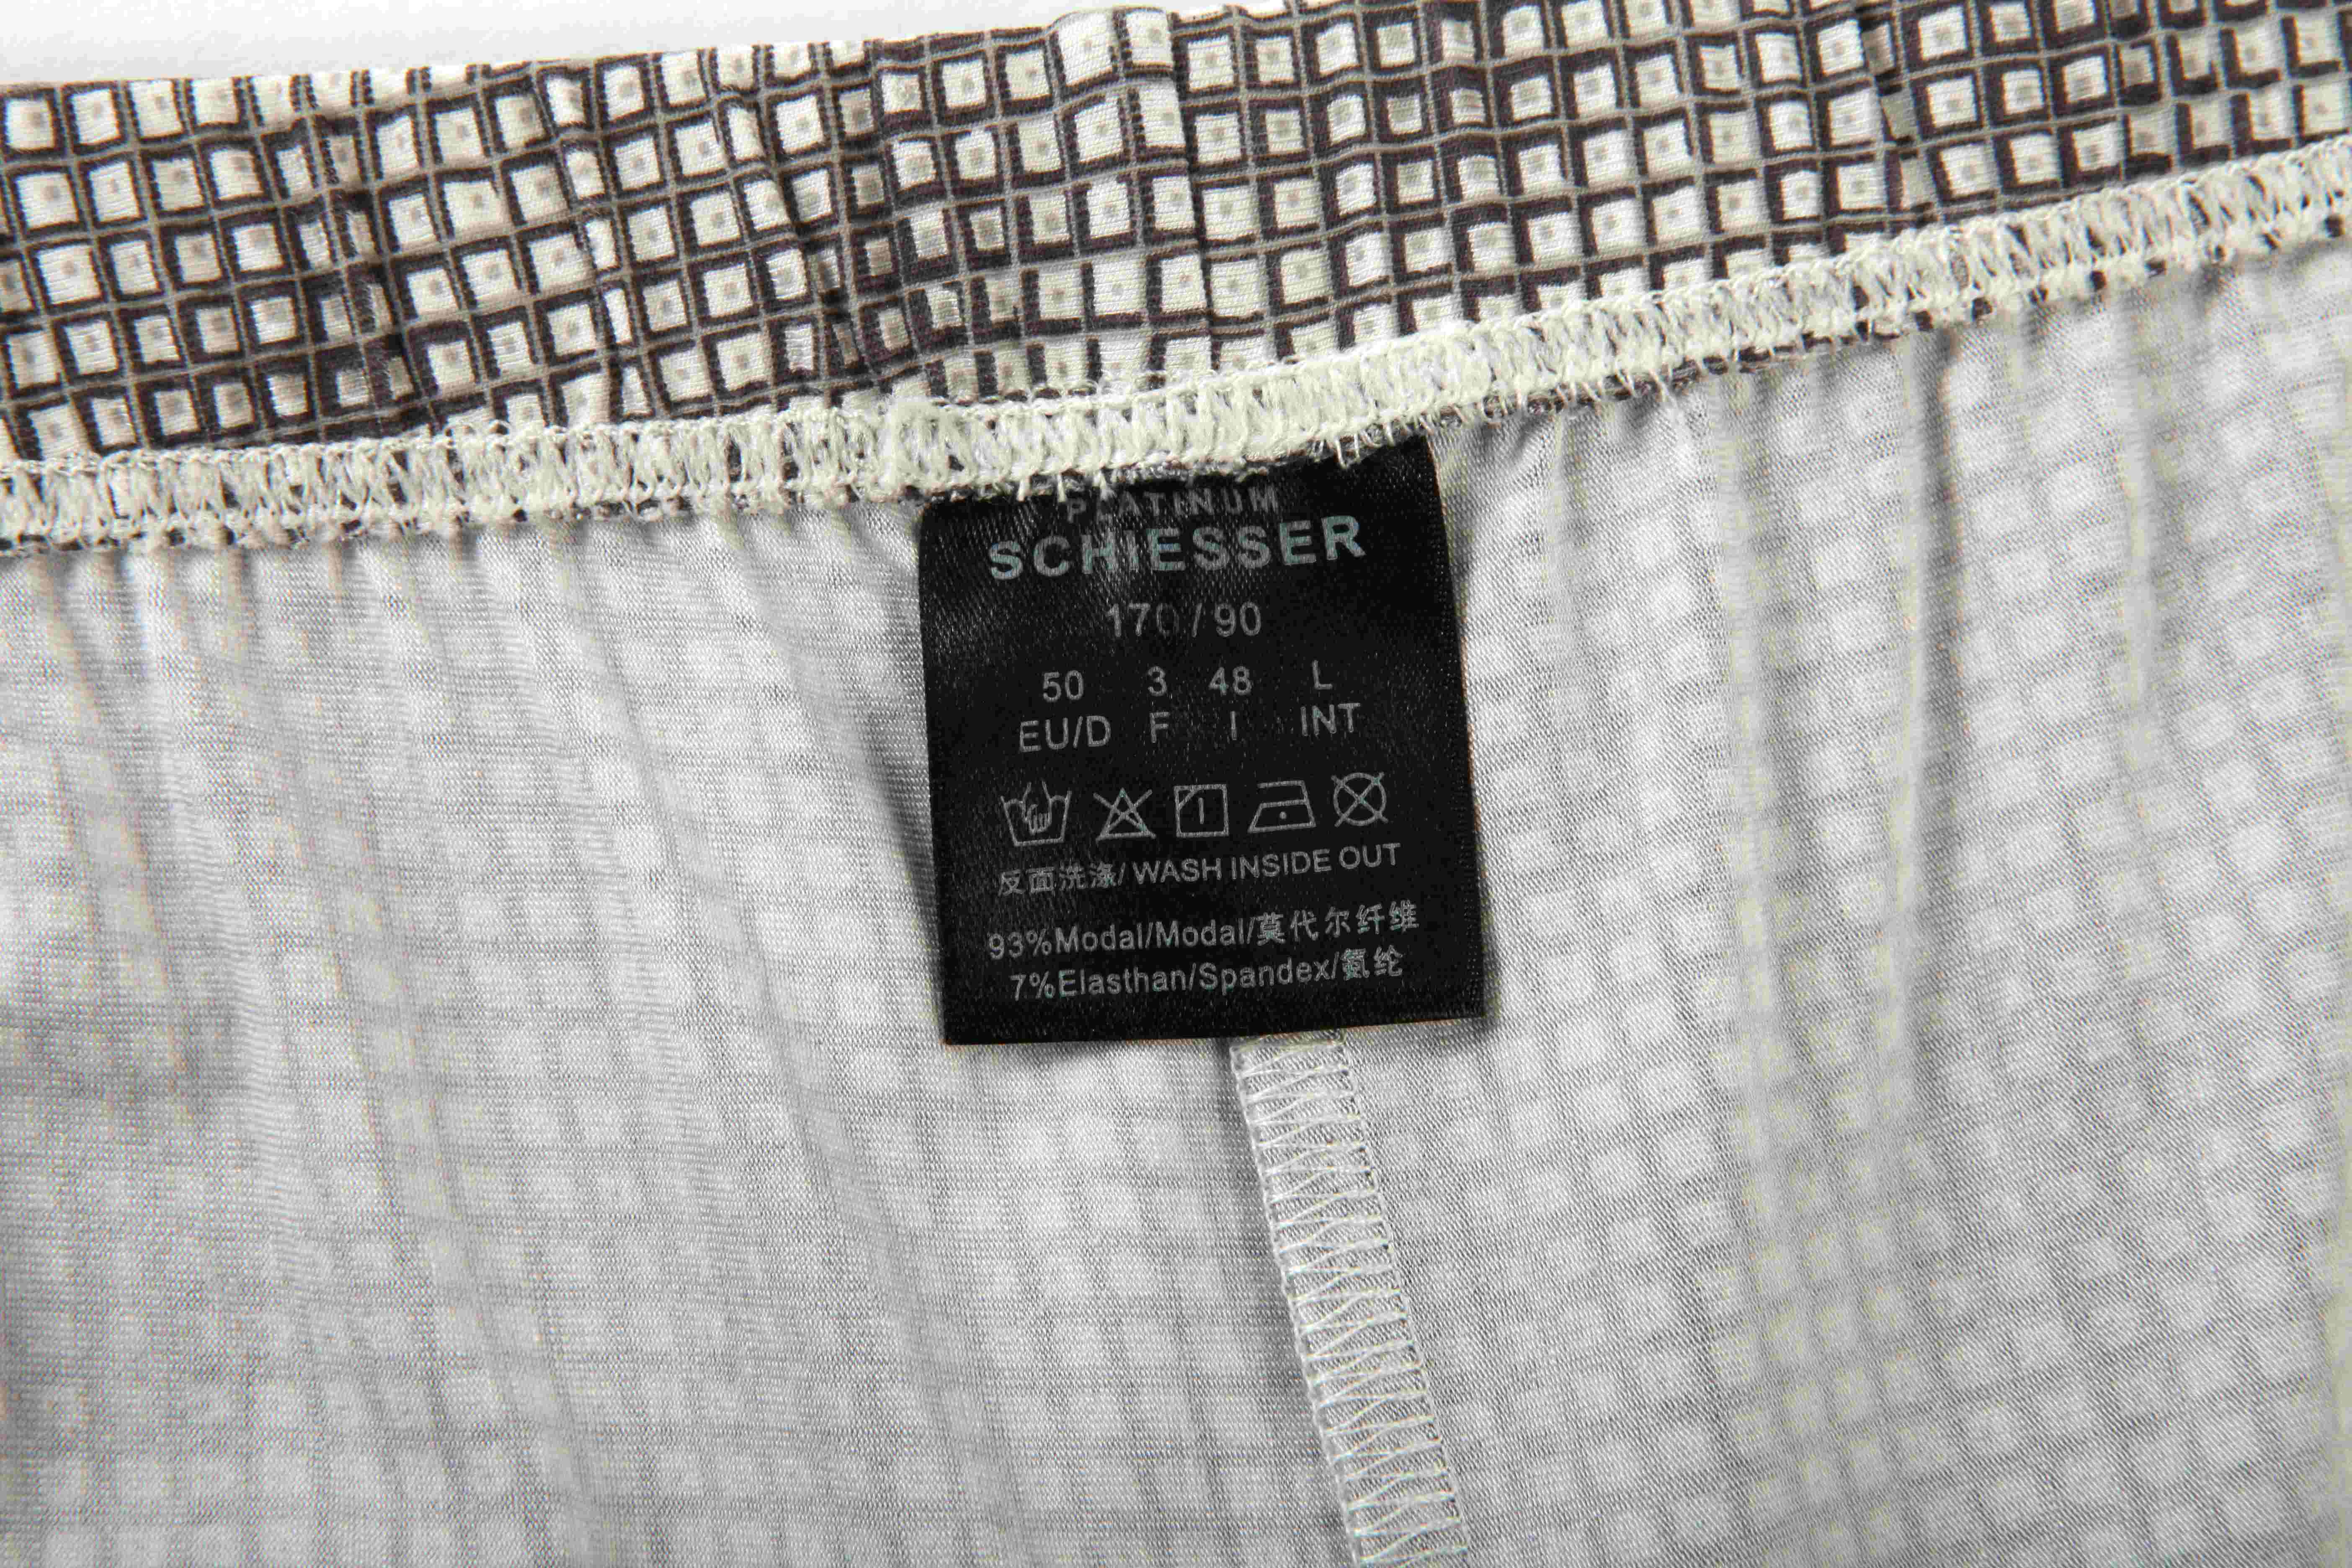 PLATINUM
SCHIESSER
170 / 90
50 3 48 L
EU/D F I INT
反面洗涤/ WASH INSIDE OUT
93%Modal/Modal/莫代尔纤维
7%Elasthan/Spandex/氨纶